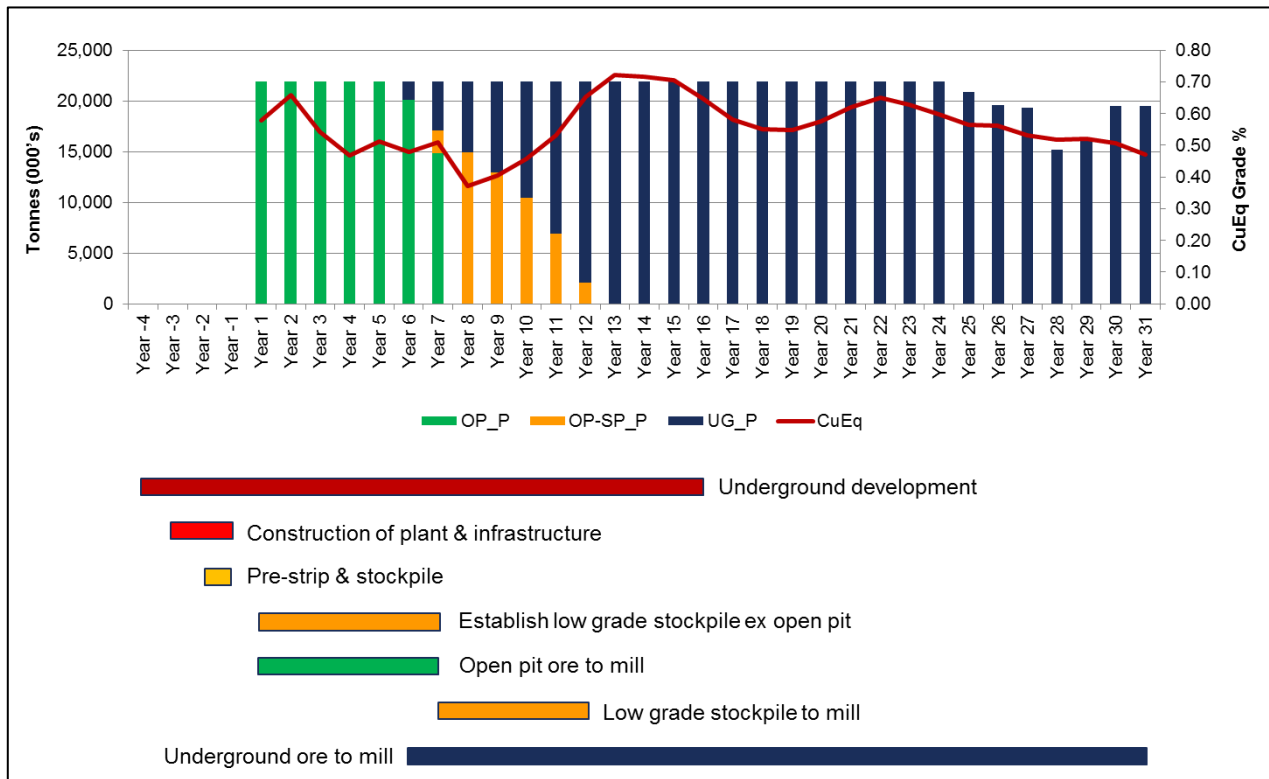 25,000
20,000
15,000
10,000
5,000
0
Tonnes (000's)
0.80
0.70
0.60
0.50
0.40
0.30
0.20
0.10
0.00
CuEq Grade %
Year -4
Year -3
Year -2
Year -1
Year 1
Year 2
Year 3
Year 4
Year 5
Year 6
Year 7
Year 8
Year 9
Year 10
Year 11
Year 12
Year 13
Year 14
Year 15
Year 16
Year 17
Year 18
Year 19
Year 20
Year 21
Year 22
Year 23
Year 24
Year 25
Year 26
Year 27
Year 28
Year 29
Year 30
Year 31
OP_P OP-SP_P UG_P CuEq
Underground development
Construction of plant & infrastructure
Pre-strip & stockpile
Establish low grade stockpile ex open pit
Open pit ore to mill
Low grade stockpile to mill
Underground ore to mill